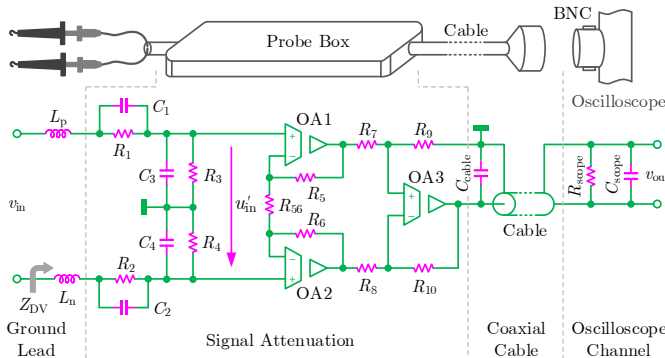 Probe Box
Cable
BNC
Oscilloscope
L_p
C_1
R_1
C_3
R_3
OA1
R_5
R_56
R_6
R_7
R_9
OA3
C_cable
R_scope
C_scope
v_ou
v_in
u'_in
C_4
R_4
Z_DV
L_n
R_2
C_2
OA2
R_8
R_10
Cable
Ground
Lead
Signal Attenuation
Coaxial
Cable
Oscilloscope
Channel